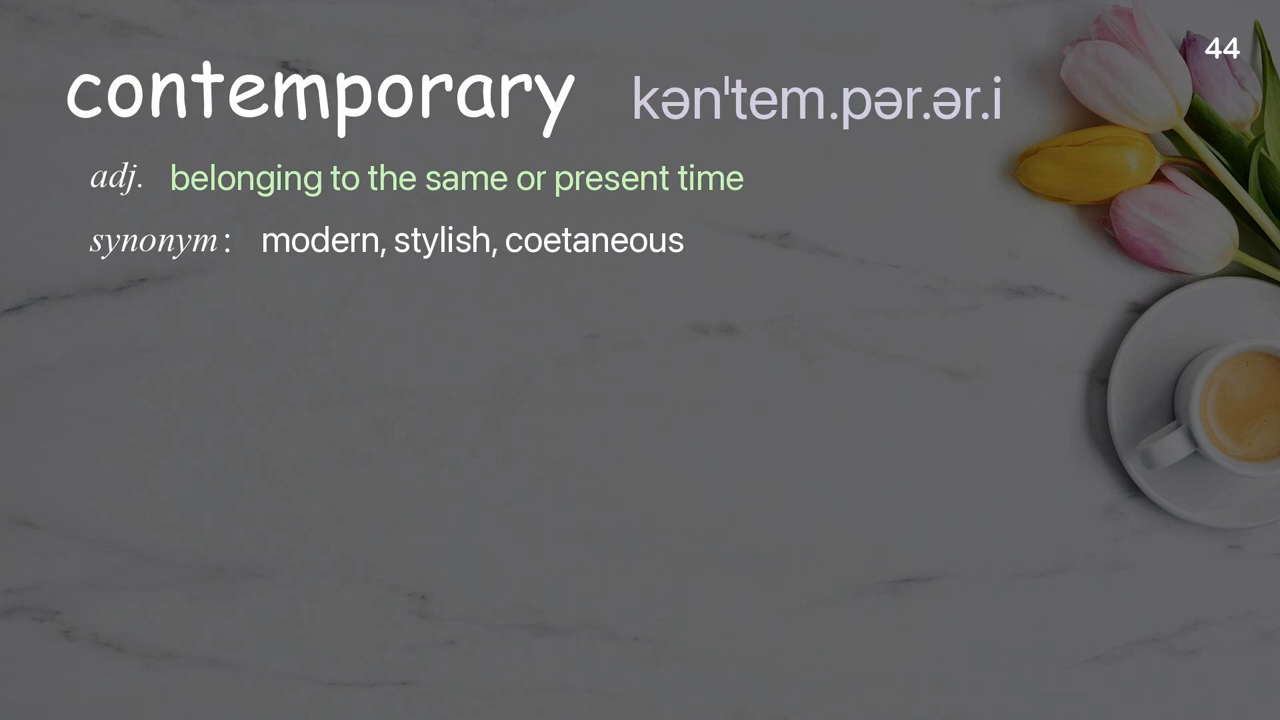 44
contemporary kən'tem.pər.ər.i
adj. belonging to the same or present time
synonym: modern, stylish, coetaneous